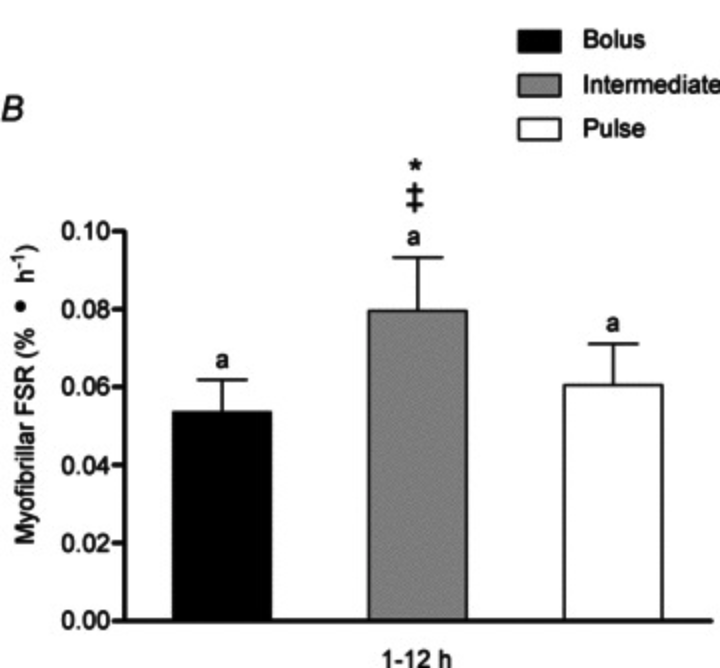 Bolus
Intermediate
Pulse
B
*
‡
a
a
a
0.10
0.08
0.06
0.04
0.02
0.00
Myofibrillar FSR (% • h-1)
1-12 h